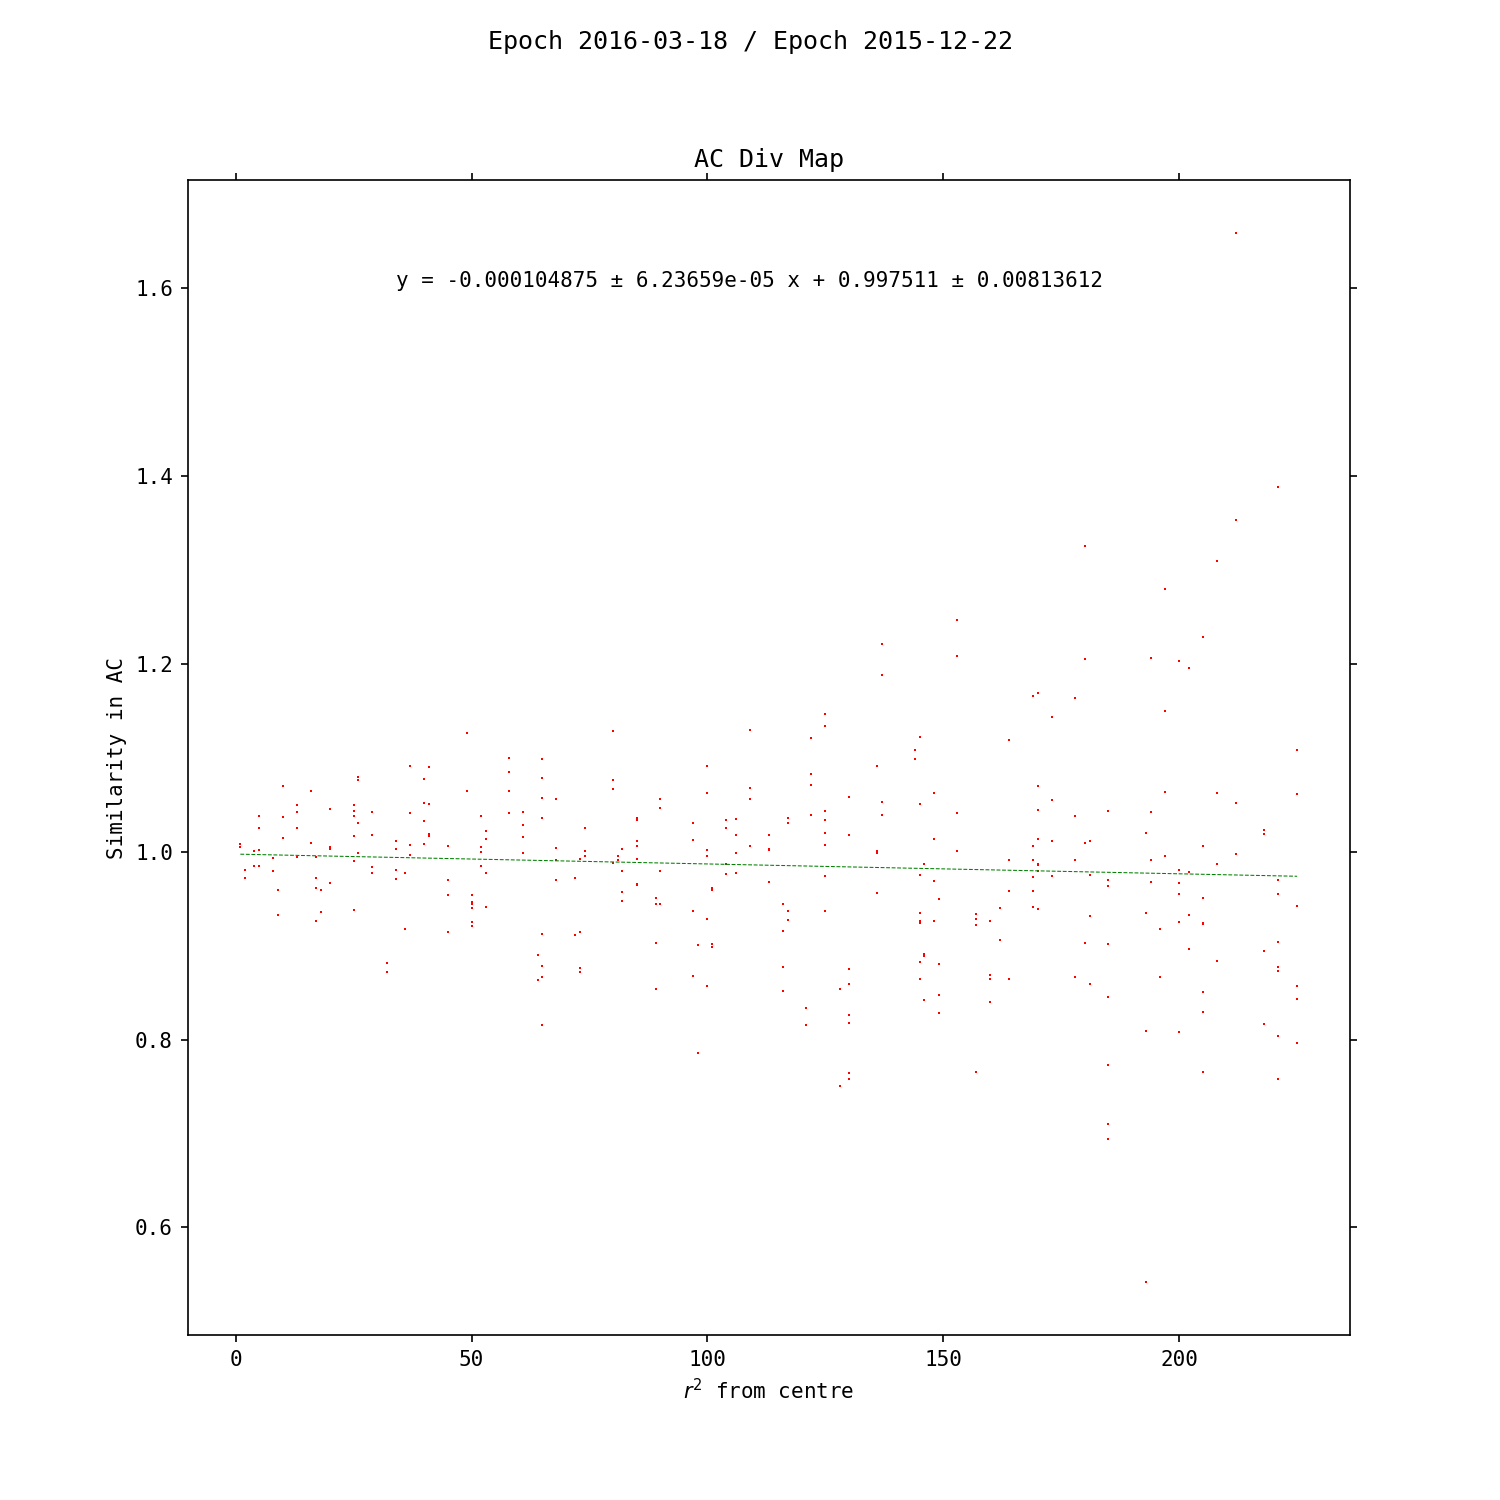 Epoch 2016-03-18 / Epoch 2015-12-22
AC Div Map
y = -0.000104875 ± 6.23659e-05 x + 0.997511 ± 0.00813612
Similarity in AC
1.6
1.4
1.2
1.0
0.8
0.6
0 50 100 150 200
r² from centre